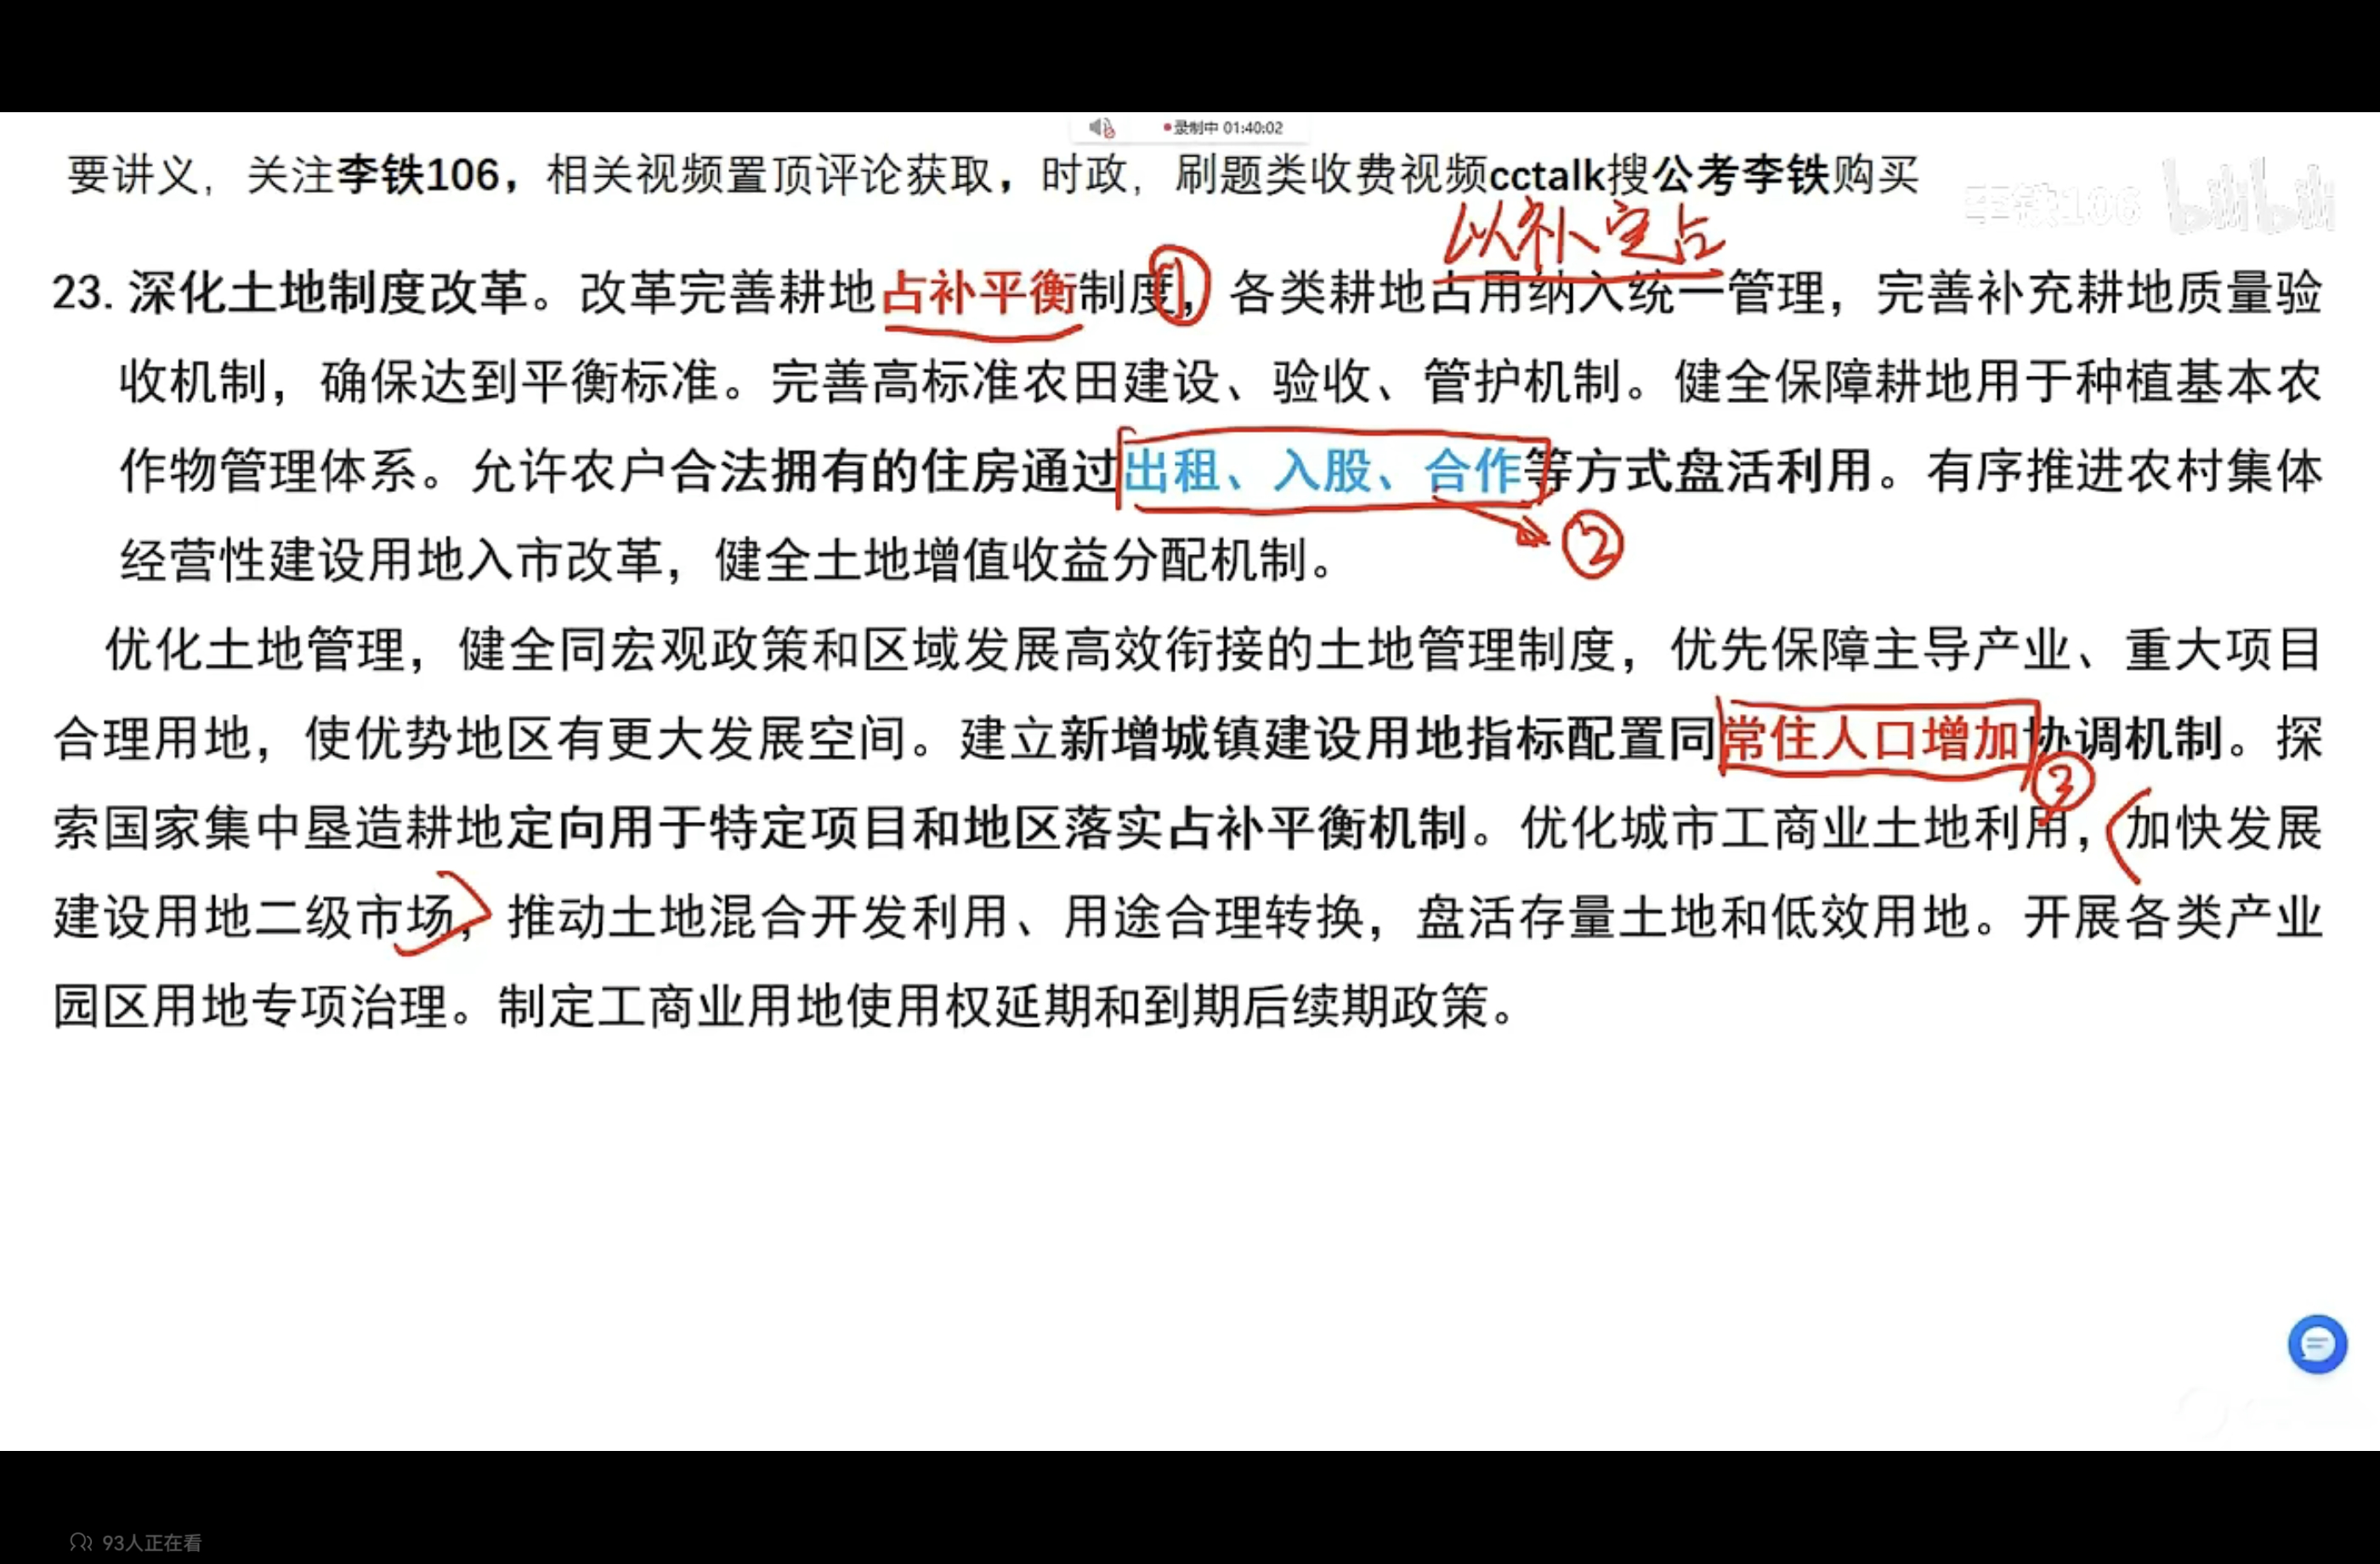 录制中 01:40:02
要讲义，关注李铁106，相关视频置顶评论获取，时政，刷题类收费视频cctalk搜公考李铁购买
李铁106 bilibili
以补定占
23. 深化土地制度改革。改革完善耕地占补平衡制度，各类耕地占用纳入统一管理，完善补充耕地质量验
①
收机制，确保达到平衡标准。完善高标准农田建设、验收、管护机制。健全保障耕地用于种植基本农
作物管理体系。允许农户合法拥有的住房通过出租、入股、合作等方式盘活利用。有序推进农村集体
②
经营性建设用地入市改革，健全土地增值收益分配机制。
优化土地管理，健全同宏观政策和区域发展高效衔接的土地管理制度，优先保障主导产业、重大项目
合理用地，使优势地区有更大发展空间。建立新增城镇建设用地指标配置同常住人口增加协调机制。探
③
索国家集中垦造耕地定向用于特定项目和地区落实占补平衡机制。优化城市工商业土地利用，加快发展
建设用地二级市场，推动土地混合开发利用、用途合理转换，盘活存量土地和低效用地。开展各类产业
园区用地专项治理。制定工商业用地使用权延期和到期后续期政策。
93人正在看